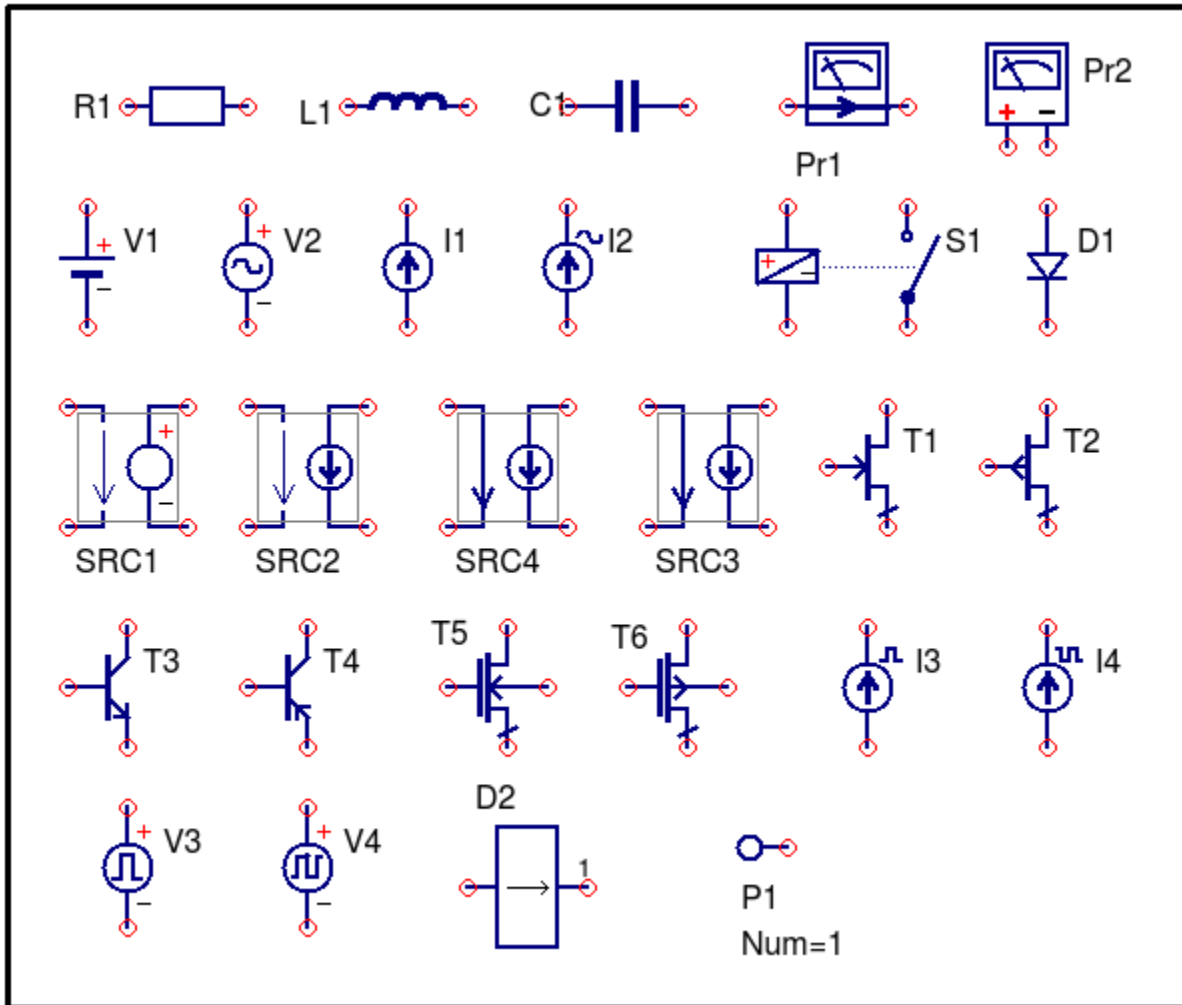 R1
L1
C1
Pr1
Pr2
+ −
V1
+
−
V2
+
−
I1
I2
+
−
S1
D1
+
−
SRC1
SRC2
SRC4
SRC3
T1
T2
T3
T4
T5
T6
I3
I4
V3
+
−
V4
+
−
D2
1
P1
Num=1